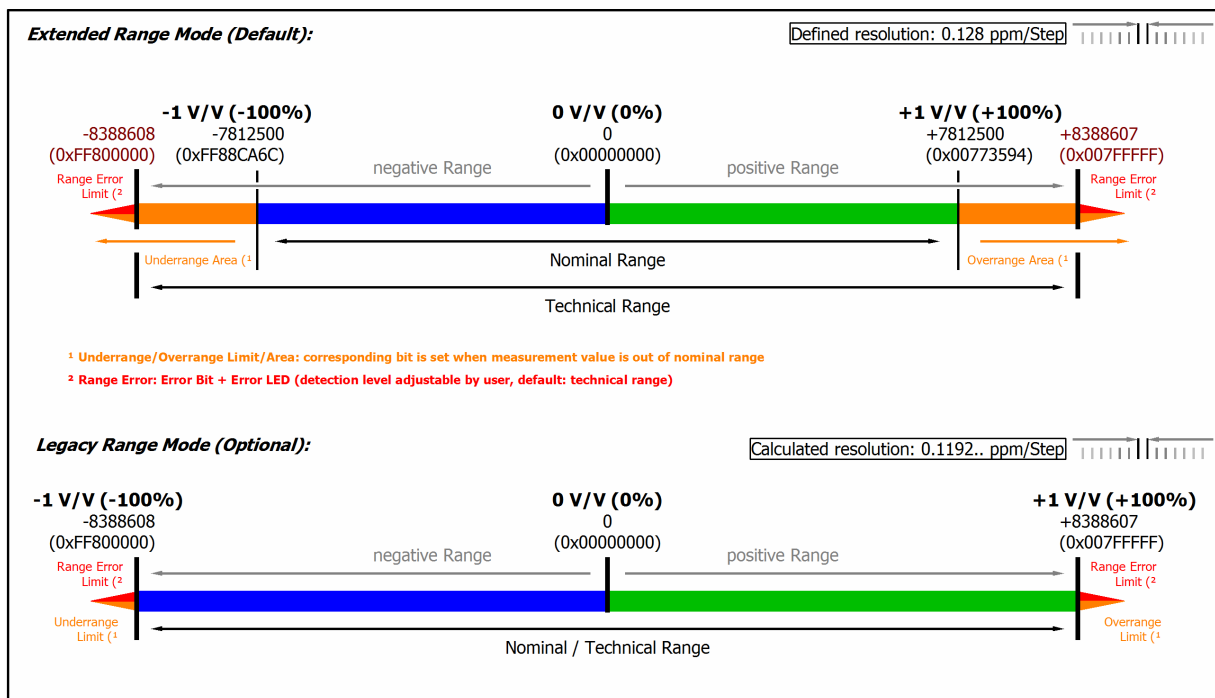 Extended Range Mode (Default):
Defined resolution: 0.128 ppm/Step
-1 V/V (-100%)
0 V/V (0%)
+1 V/V (+100%)
-8388608
-7812500
0
+7812500
+8388607
(0xFF800000)
(0xFF88CA6C)
(0x00000000)
(0x00773594)
(0x007FFFFF)
negative Range
positive Range
Range Error
Limit (²
Range Error
Limit (²
Underrange Area (¹
Nominal Range
Overrange Area (¹
Technical Range
¹ Underrange/Overrange Limit/Area: corresponding bit is set when measurement value is out of nominal range
² Range Error: Error Bit + Error LED (detection level adjustable by user, default: technical range)
Legacy Range Mode (Optional):
Calculated resolution: 0.1192.. ppm/Step
-1 V/V (-100%)
0 V/V (0%)
+1 V/V (+100%)
-8388608
0
+8388607
(0xFF800000)
(0x00000000)
(0x007FFFFF)
negative Range
positive Range
Range Error
Limit (²
Range Error
Limit (²
Underrange
Limit (¹
Overrange
Limit (¹
Nominal / Technical Range